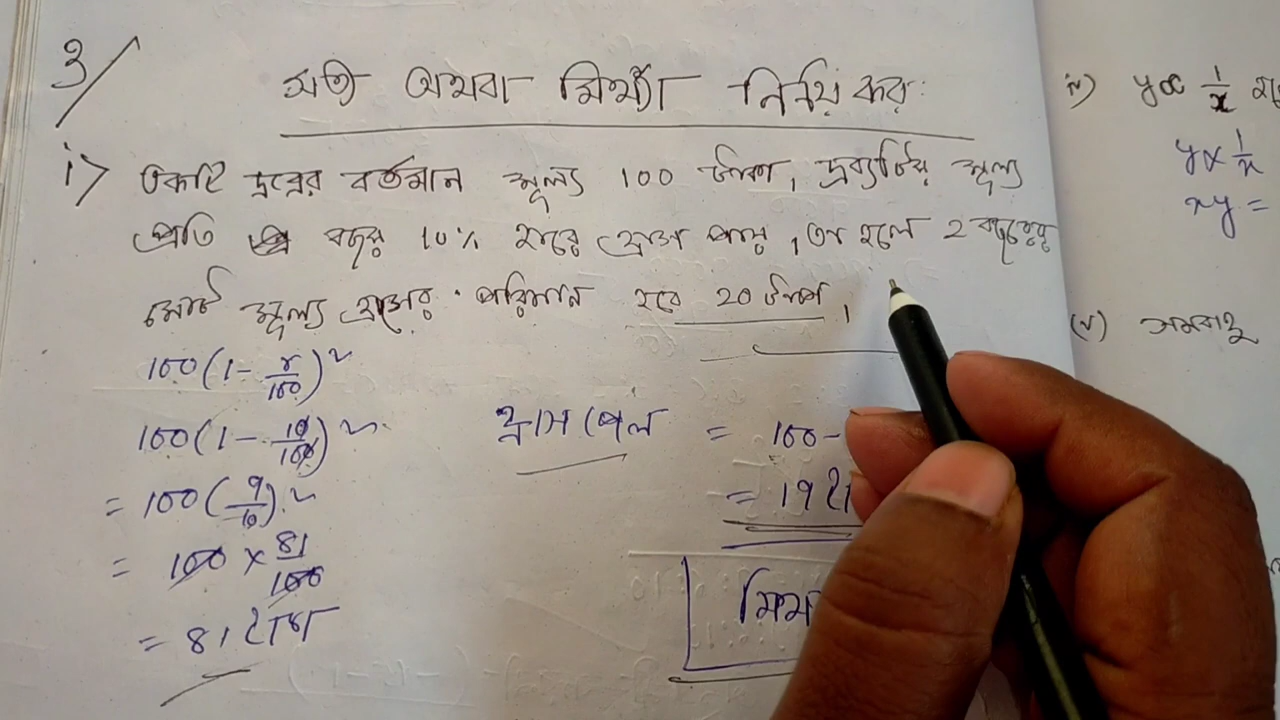 3/
সত্য অথবা মিথ্যা নির্ণয় কর:
i> একটি দ্রব্যের বর্তমান মূল্য 100 টাকা, দ্রব্যটির মূল্য
প্রতি বছর 10% হারে হ্রাস পায়, তা হলে 2 বছরের
মোট মূল্য হ্রাসের পরিমান হবে 20 টাকা।
100(1 - r/100)²
100(1 - 10/100)²
= 100(9/10)²
= 100 × 81/100
= 81 টাকা
হ্রাস পেল = 100 -
= 19 টা
মিথ্
iv) y∝ 1/x
y∝ 1/x
xy =
(v) সমবাহু